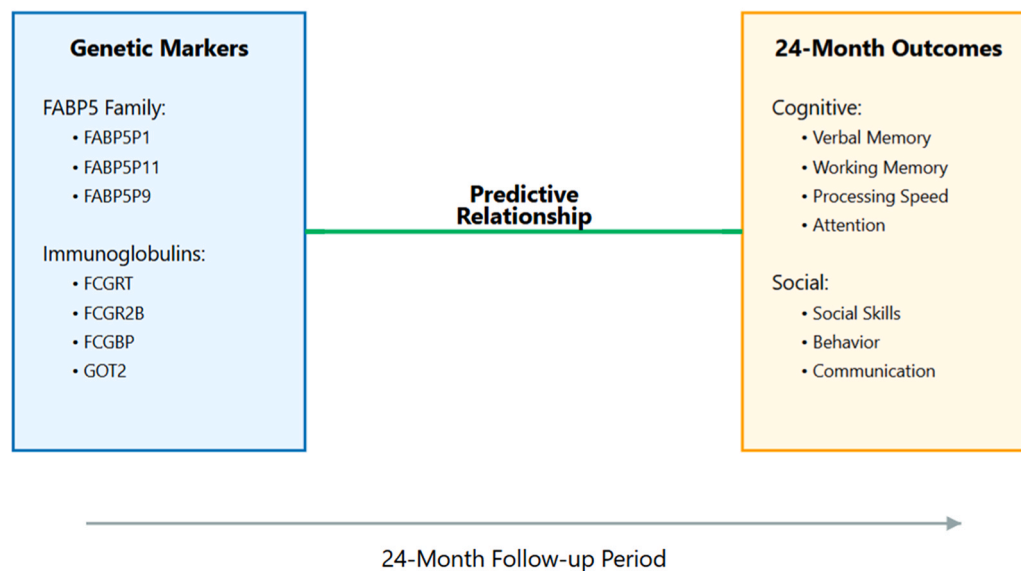 Genetic Markers
FABP5 Family:
• FABP5P1
• FABP5P11
• FABP5P9
Immunoglobulins:
• FCGRT
• FCGR2B
• FCGBP
• GOT2
Predictive
Relationship
24-Month Outcomes
Cognitive:
• Verbal Memory
• Working Memory
• Processing Speed
• Attention
Social:
• Social Skills
• Behavior
• Communication
24-Month Follow-up Period